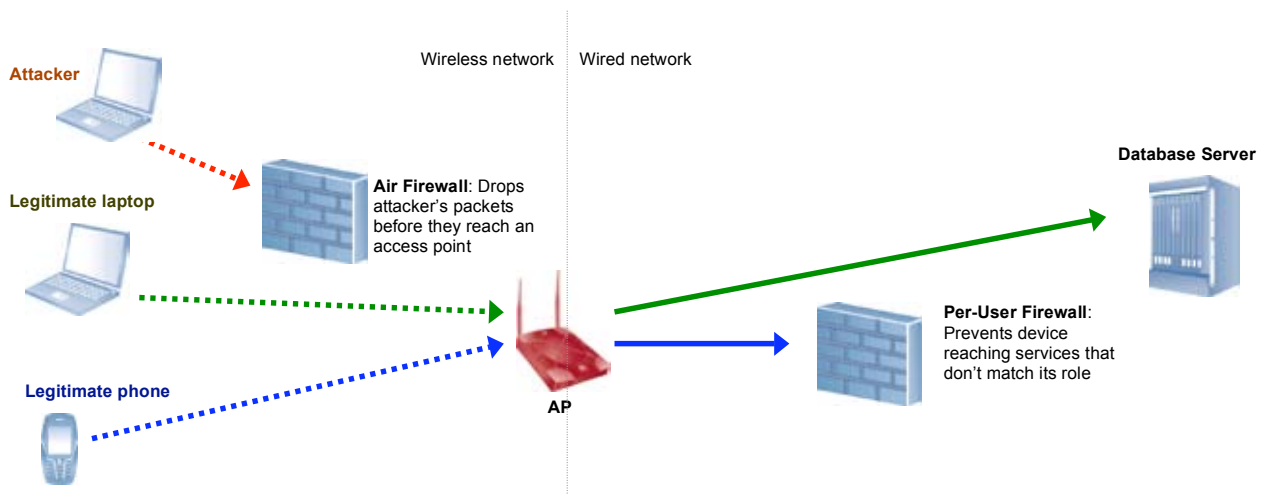 Wireless network
Wired network
Attacker
Database Server
Air Firewall: Drops
attacker's packets
before they reach an
access point
Legitimate laptop
Per-User Firewall:
Prevents device
reaching services that
don't match its role
Legitimate phone
AP